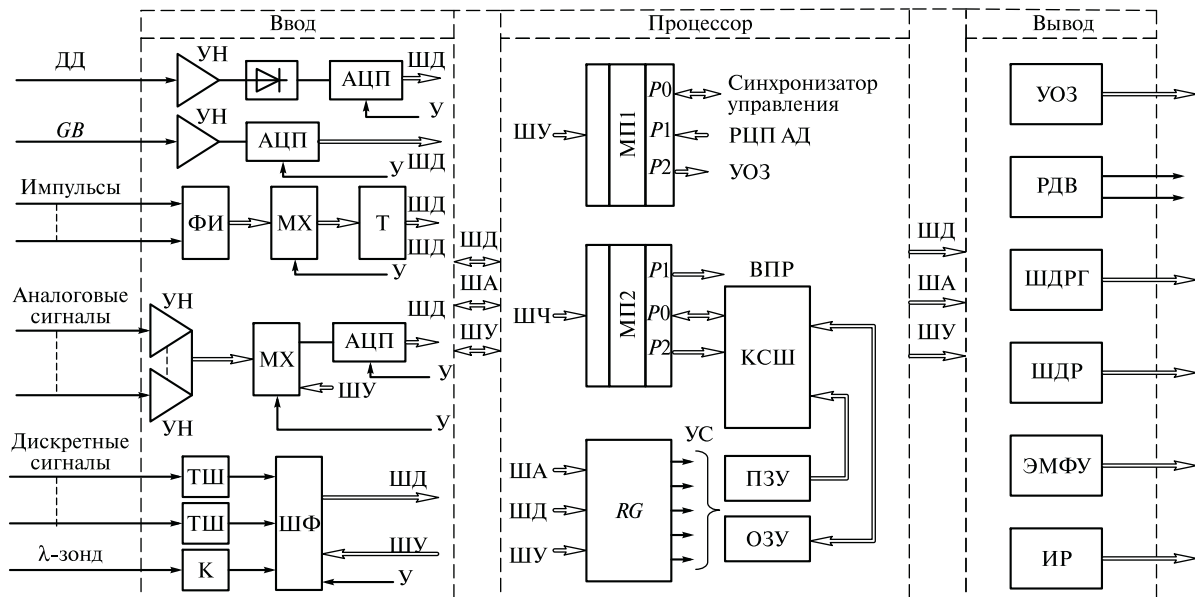 Ввод
Процессор
Вывод
ДД
УН
АЦП
ШД
У
GB
УН
АЦП
ШД
У
Импульсы
ФИ
МХ
Т
ШД
ШД
У
Аналоговые
сигналы
УН
УН
МХ
АЦП
ШД
У
ШУ
У
Дискретные
сигналы
ТШ
ТШ
ШФ
ШД
ШУ
λ-зонд
К
У
ШД
ША
ШУ
ШУ
МП1
P0
P1
P2
Синхронизатор
управления
РЦП АД
УОЗ
ШЧ
МП2
P1
P0
P2
ВПР
КСШ
ША
ШД
ШУ
RG
УС
ПЗУ
ОЗУ
ШД
ША
ШУ
УОЗ
РДВ
ШДРГ
ШДР
ЭМФУ
ИР